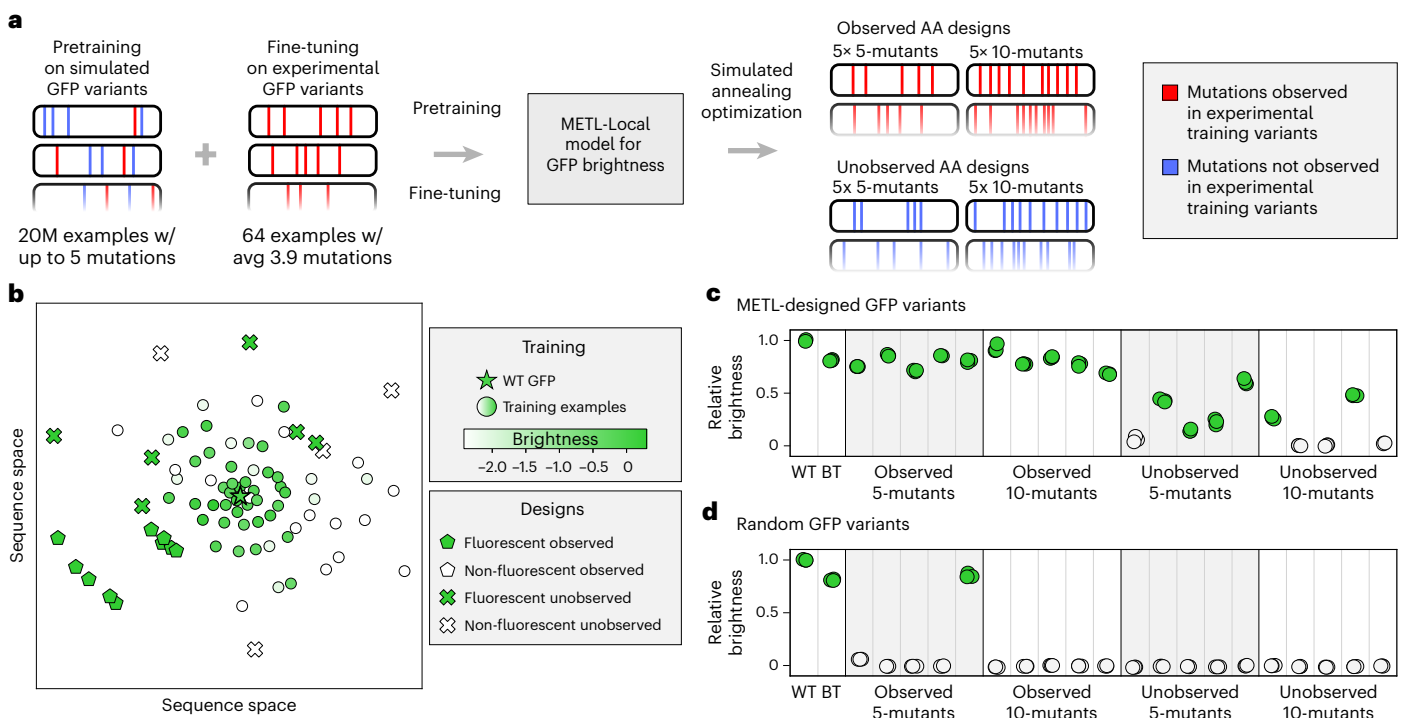 a
Pretraining
on simulated
GFP variants
Fine-tuning
on experimental
GFP variants
20M examples w/
up to 5 mutations
64 examples w/
avg 3.9 mutations
Pretraining
Fine-tuning
METL-Local
model for
GFP brightness
Simulated
annealing
optimization
Observed AA designs
5× 5-mutants
5× 10-mutants
Unobserved AA designs
5x 5-mutants
5x 10-mutants
Mutations observed
in experimental
training variants
Mutations not observed
in experimental
training variants
b
Sequence space
Sequence space
Training
WT GFP
Training examples
Brightness
–2.0 –1.5 –1.0 –0.5 0
Designs
Fluorescent observed
Non-fluorescent observed
Fluorescent unobserved
Non-fluorescent unobserved
c
METL-designed GFP variants
Relative
brightness
1.0
0.5
0
WT BT
Observed
5-mutants
Observed
10-mutants
Unobserved
5-mutants
Unobserved
10-mutants
d
Random GFP variants
Relative
brightness
1.0
0.5
0
WT BT
Observed
5-mutants
Observed
10-mutants
Unobserved
5-mutants
Unobserved
10-mutants